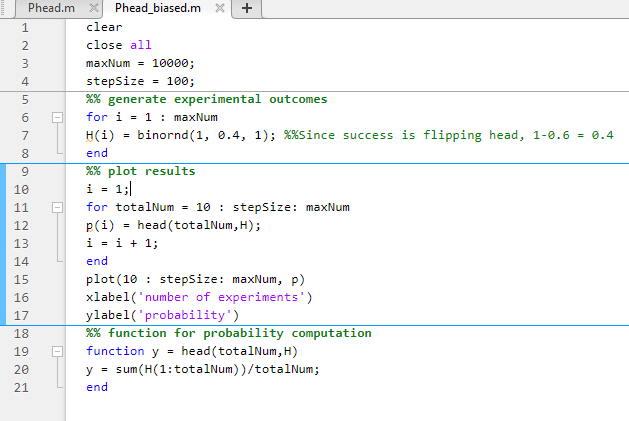 Phead.m × Phead_biased.m × +
1 clear
2 close all
3 maxNum = 10000;
4 stepSize = 100;
5 %% generate experimental outcomes
6 for i = 1 : maxNum
7 H(i) = binornd(1, 0.4, 1); %%Since success is flipping head, 1-0.6 = 0.4
8 end
9 %% plot results
10 i = 1;
11 for totalNum = 10 : stepSize: maxNum
12 p(i) = head(totalNum,H);
13 i = i + 1;
14 end
15 plot(10 : stepSize: maxNum, p)
16 xlabel('number of experiments')
17 ylabel('probability')
18 %% function for probability computation
19 function y = head(totalNum,H)
20 y = sum(H(1:totalNum))/totalNum;
21 end